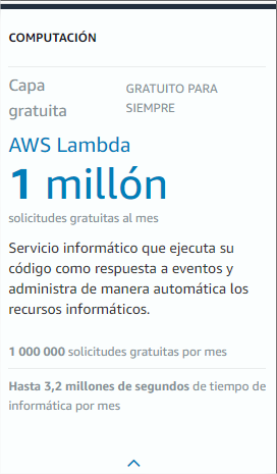 COMPUTACIÓN
Capa
gratuita
GRATUITO PARA
SIEMPRE
AWS Lambda
1 millón
solicitudes gratuitas al mes
Servicio informático que ejecuta su
código como respuesta a eventos y
administra de manera automática los
recursos informáticos.
1 000 000 solicitudes gratuitas por mes
Hasta 3,2 millones de segundos de tiempo de
informática por mes